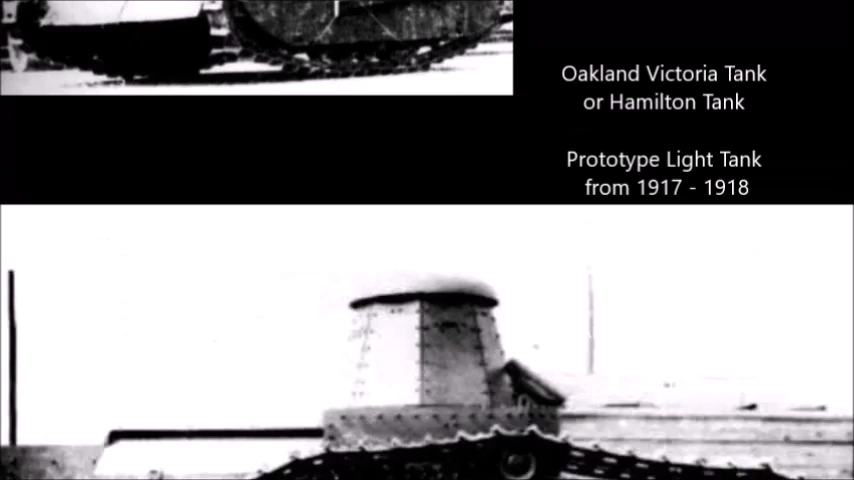 Oakland Victoria Tank
or Hamilton Tank
Prototype Light Tank
from 1917 - 1918